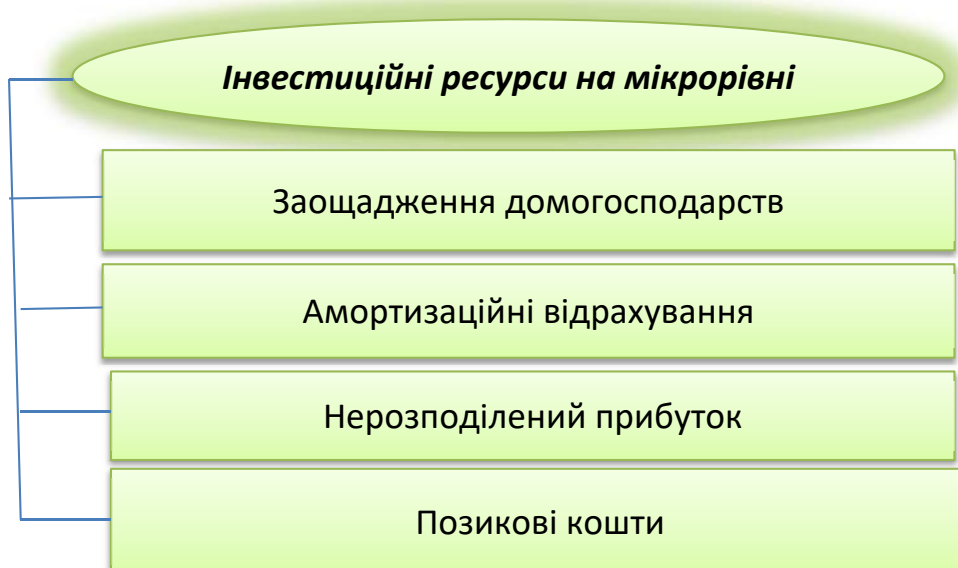 Інвестиційні ресурси на мікрорівні
Заощадження домогосподарств
Амортизаційні відрахування
Нерозподілений прибуток
Позикові кошти